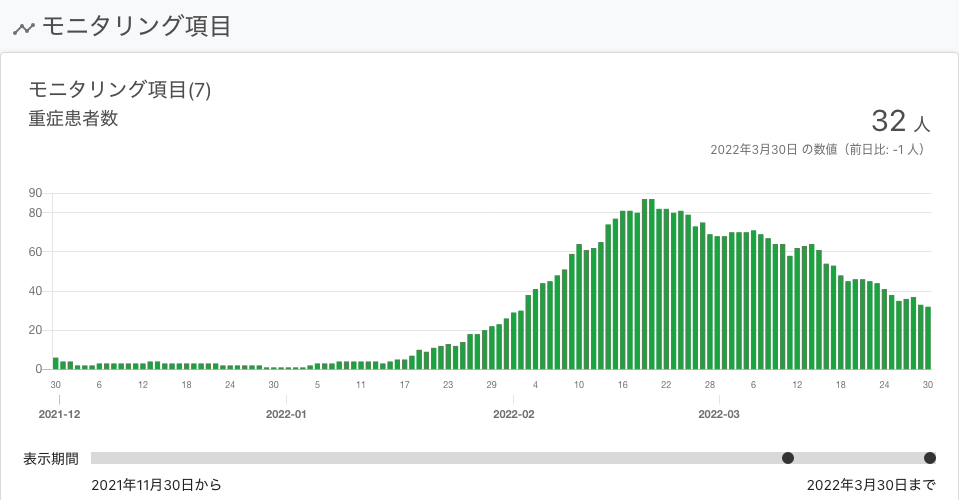 モニタリング項目
モニタリング項目(7)
重症患者数
32 人
2022年3月30日 の数値（前日比: -1 人）
90
80
60
40
20
0
30 6 12 18 24 30 5 11 17 23 29 4 10 16 22 28 6 12 18 24 30
2021-12 2022-01 2022-02 2022-03
表示期間
2021年11月30日から 2022年3月30日まで